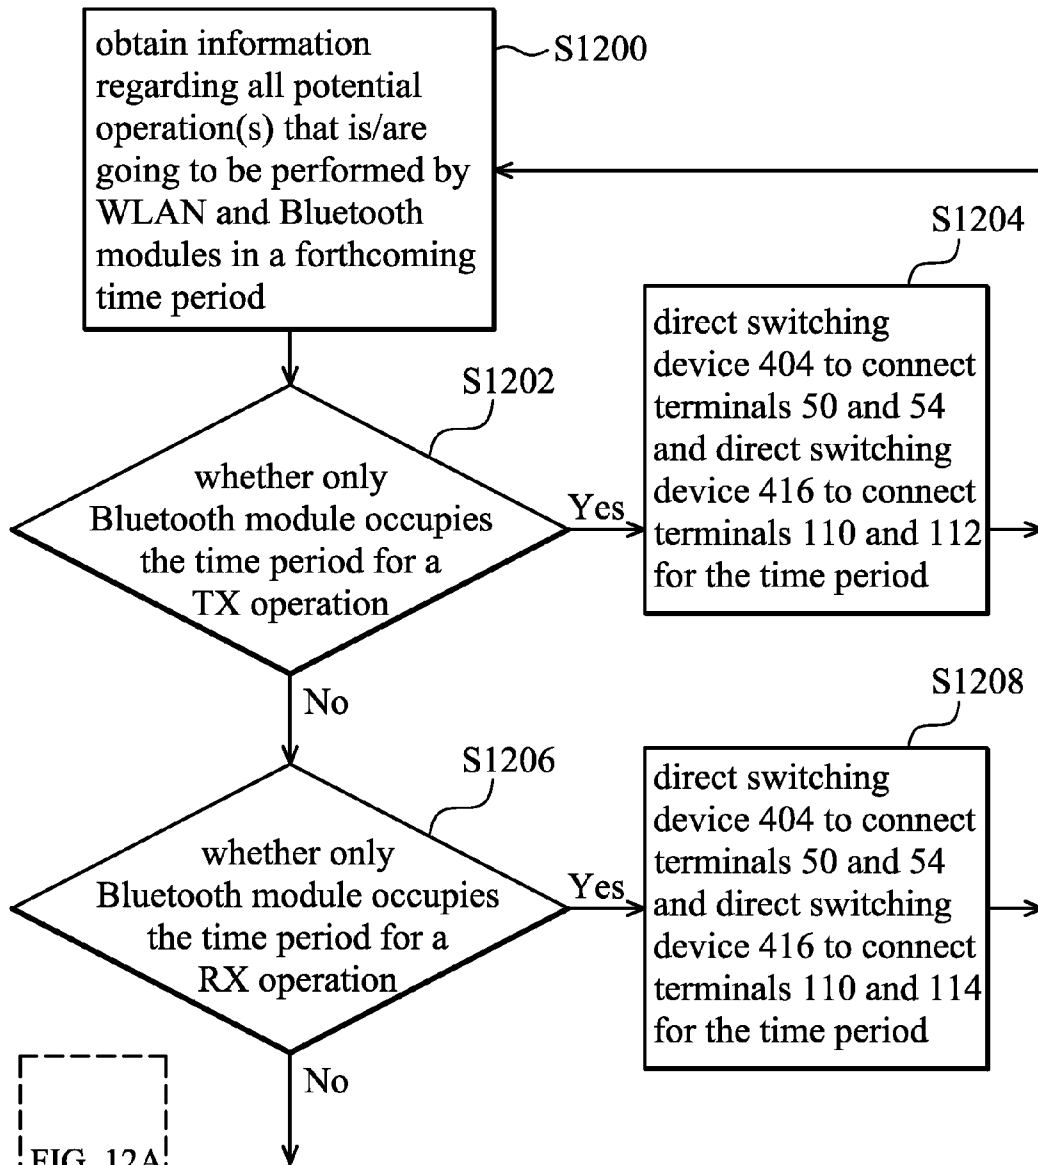 obtain information
regarding all potential
operation(s) that is/are
going to be performed by
WLAN and Bluetooth
modules in a forthcoming
time period
S1200
S1202
whether only
Bluetooth module occupies
the time period for a
TX operation
Yes
No
S1204
direct switching
device 404 to connect
terminals 50 and 54
and direct switching
device 416 to connect
terminals 110 and 112
for the time period
S1206
whether only
Bluetooth module occupies
the time period for a
RX operation
Yes
No
S1208
direct switching
device 404 to connect
terminals 50 and 54
and direct switching
device 416 to connect
terminals 110 and 114
for the time period
FIG. 12A